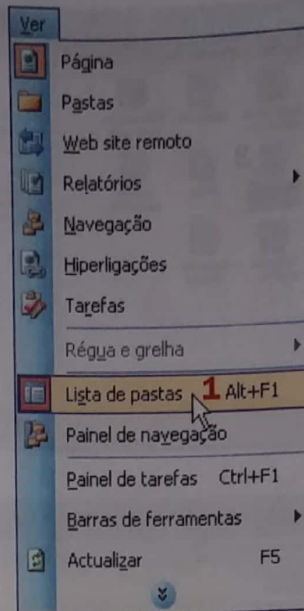 Ver
Página
Pastas
Web site remoto
Relatórios
Navegação
Hiperligações
Tarefas
Régua e grelha
Lista de pastas 1 Alt+F1
Painel de navegação
Painel de tarefas Ctrl+F1
Barras de ferramentas
Actualizar F5